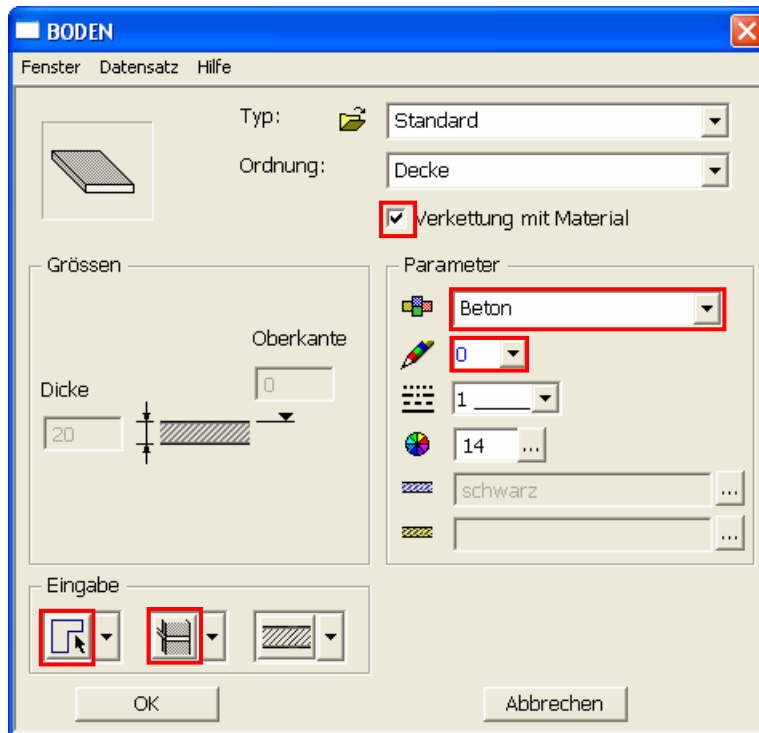 BODEN
Fenster Datensatz Hilfe
Typ: Standard
Ordnung: Decke
Verkettung mit Material
Grössen
Oberkante
0
Dicke
20
Parameter
Beton
0
1
14 ...
schwarz ...
...
Eingabe
OK Abbrechen